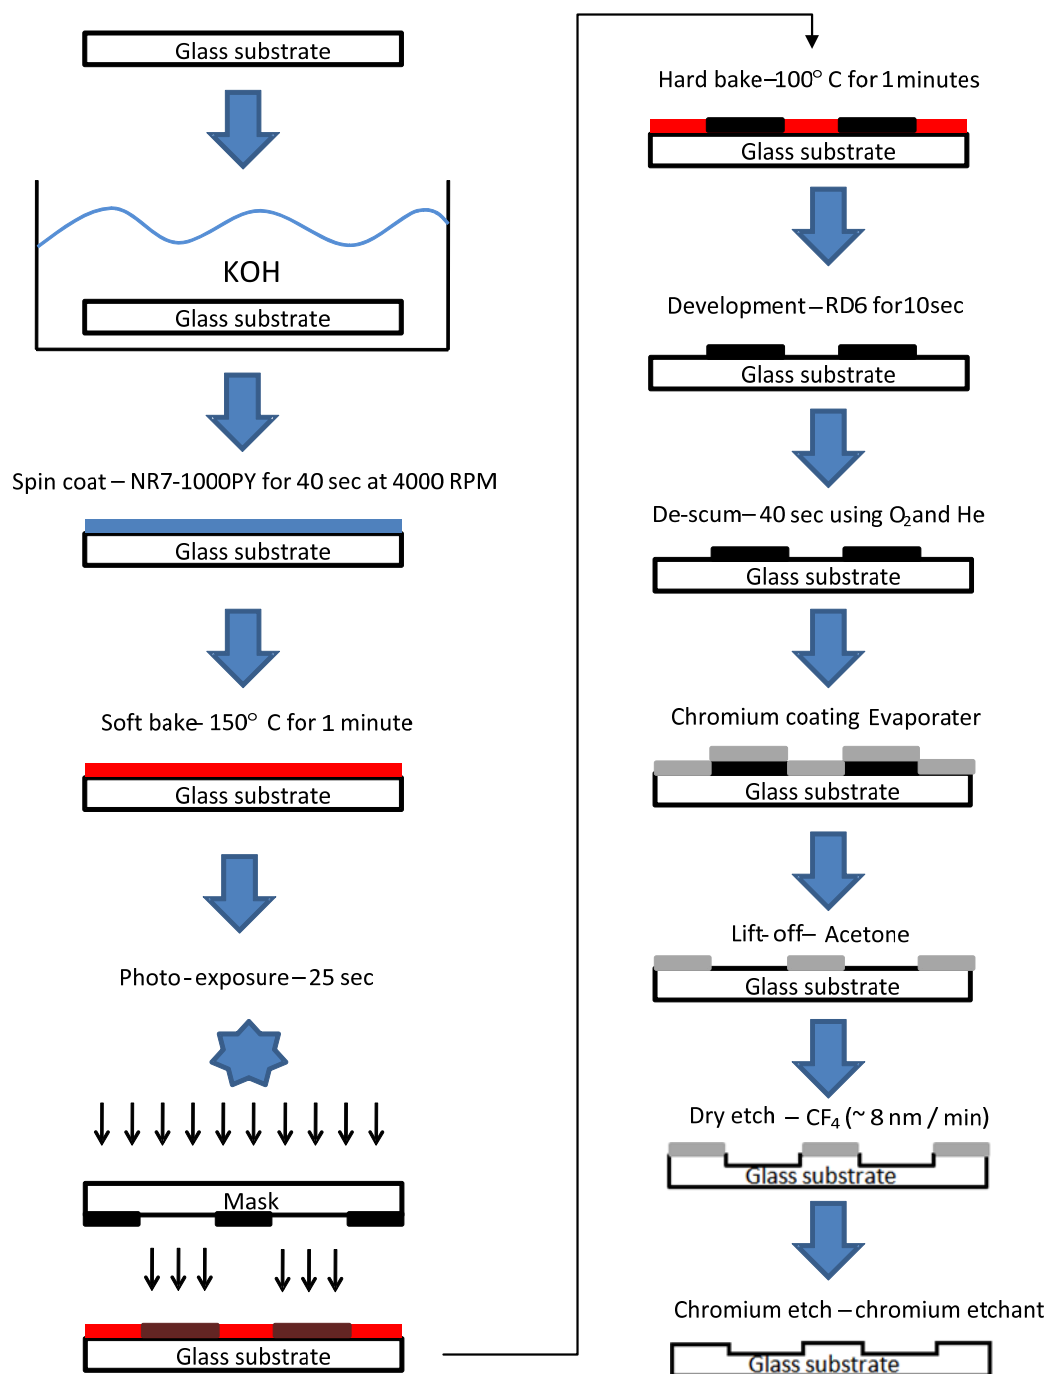 Glass substrate
KOH
Glass substrate
Spin coat – NR7-1000PY for 40 sec at 4000 RPM
Glass substrate
Soft bake- 150° C for 1 minute
Glass substrate
Photo-exposure – 25 sec
Mask
Glass substrate
Hard bake–100° C for 1 minutes
Glass substrate
Development – RD6 for10sec
Glass substrate
De-scum– 40 sec using O₂and He
Glass substrate
Chromium coating Evaporater
Glass substrate
Lift-off– Acetone
Glass substrate
Dry etch – CF₄ (~ 8 nm / min)
Glass substrate
Chromium etch – chromium etchant
Glass substrate